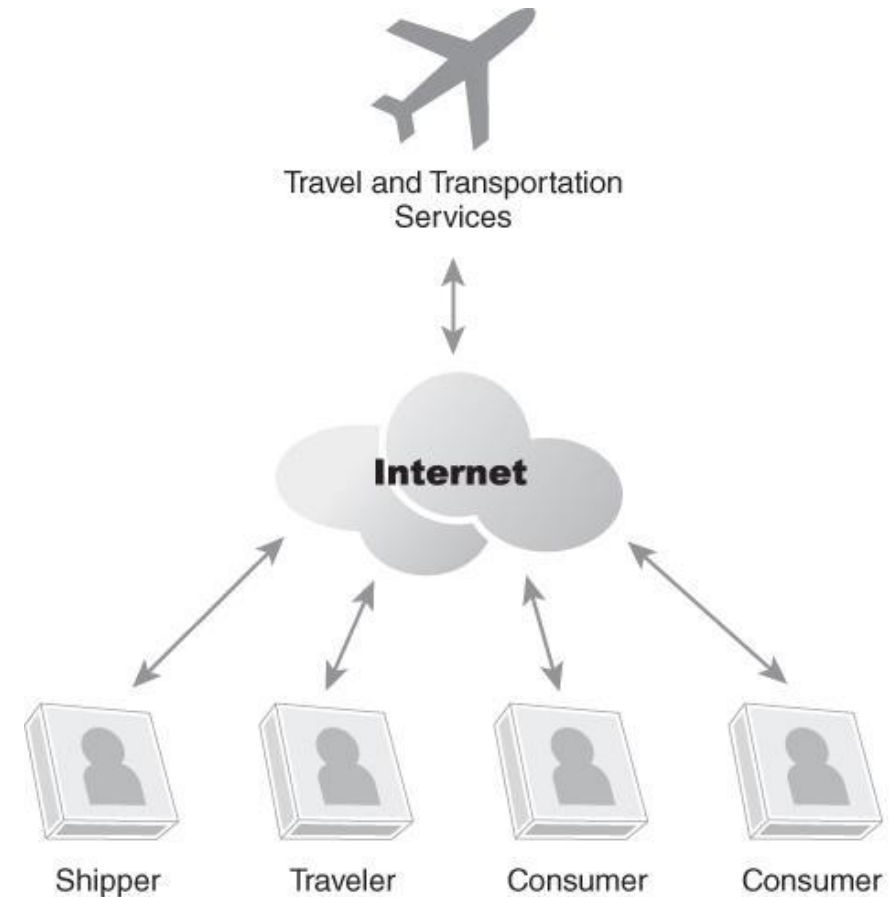 Travel and Transportation
Services
Internet
Shipper
Traveler
Consumer
Consumer